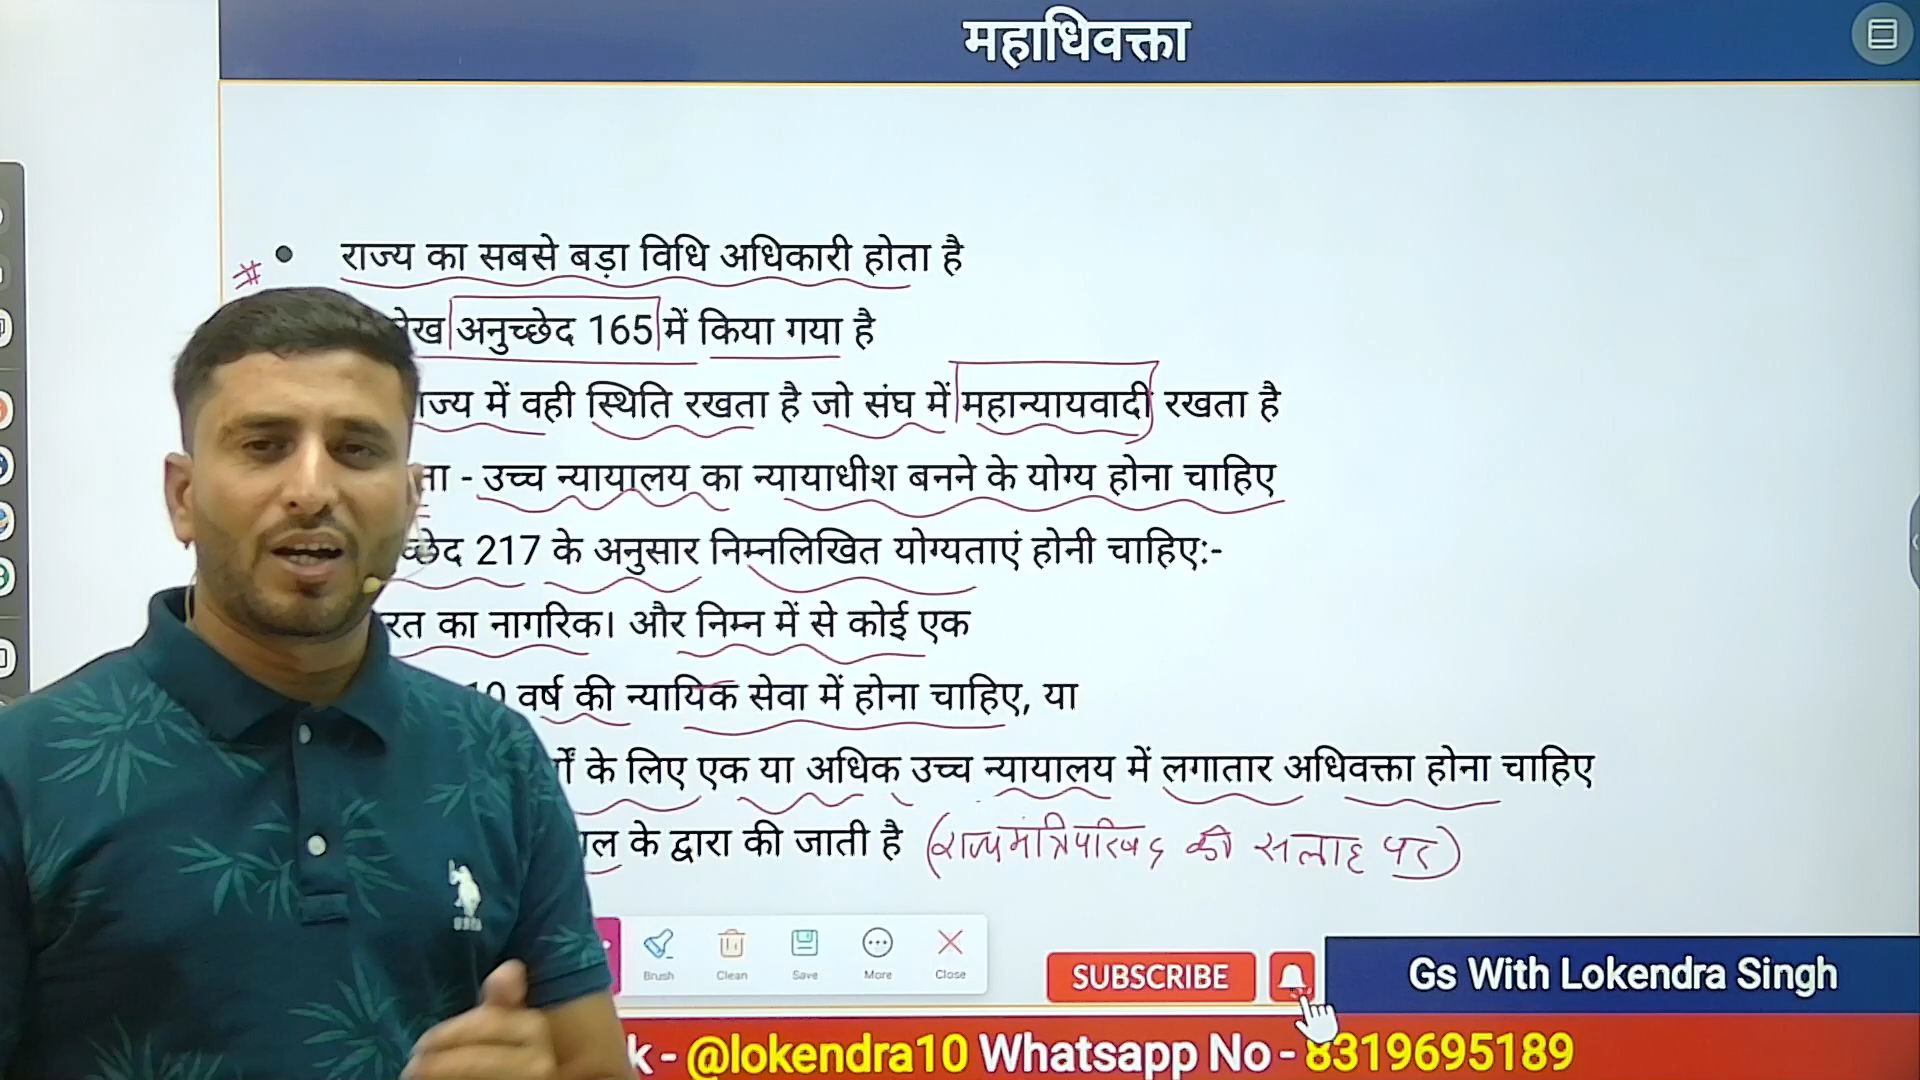 महाधिवक्ता
राज्य का सबसे बड़ा विधि अधिकारी होता है
अनुच्छेद 165 में किया गया है
में वही स्थिति रखता है जो संघ में महान्यायवादी रखता है
- उच्च न्यायालय का न्यायाधीश बनने के योग्य होना चाहिए
217 के अनुसार निम्नलिखित योग्यताएं होनी चाहिए:-
का नागरिक। और निम्न में से कोई एक
10 वर्ष की न्यायिक सेवा में होना चाहिए, या
के लिए एक या अधिक उच्च न्यायालय में लगातार अधिवक्ता होना चाहिए
के द्वारा की जाती है (राज्य मंत्रिपरिषद की सलाह पर)
Brush Clean Save More Close
SUBSCRIBE
Gs With Lokendra Singh
- @lokendra10 Whatsapp No - 8319695189